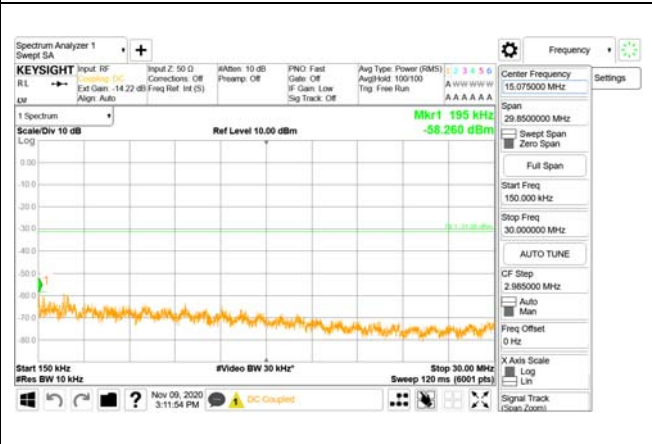 Spectrum Analyzer 1
Swept SA
+
Frequency
KEYSIGHT
RL
Input: RF
Coupling: DC
Ext Gain: -14.22 dB
Align: Auto
Input Z: 50 Ω
Corrections: Off
Freq Ref: Int (S)
#Atten: 10 dB
Preamp: Off
PNO: Fast
Gate: Off
IF Gain: Low
Sig Track: Off
Avg Type: Power (RMS)
Avg|Hold: 100/100
Trig: Free Run
1 2 3 4 5 6
A W W W W W
A A A A A A
1 Spectrum
Scale/Div 10 dB
Log
Ref Level 10.00 dBm
Mkr1 195 kHz
-58.260 dBm
0.00
-10.0
-20.0
-30.0
-40.0
-50.0
-60.0
-70.0
-80.0
Start 150 kHz
#Res BW 10 kHz
#Video BW 30 kHz*
Stop 30.00 MHz
Sweep 120 ms (6001 pts)
Nov 09, 2020
3:11:54 PM
DC Coupled
Center Frequency
15.075000 MHz
Settings
Span
29.8500000 MHz
Swept Span
Zero Span
Full Span
Start Freq
150.000 kHz
Stop Freq
30.000000 MHz
AUTO TUNE
CF Step
2.985000 MHz
Auto
Man
Freq Offset
0 Hz
X Axis Scale
Log
Lin
Signal Track
(Span Zoom)